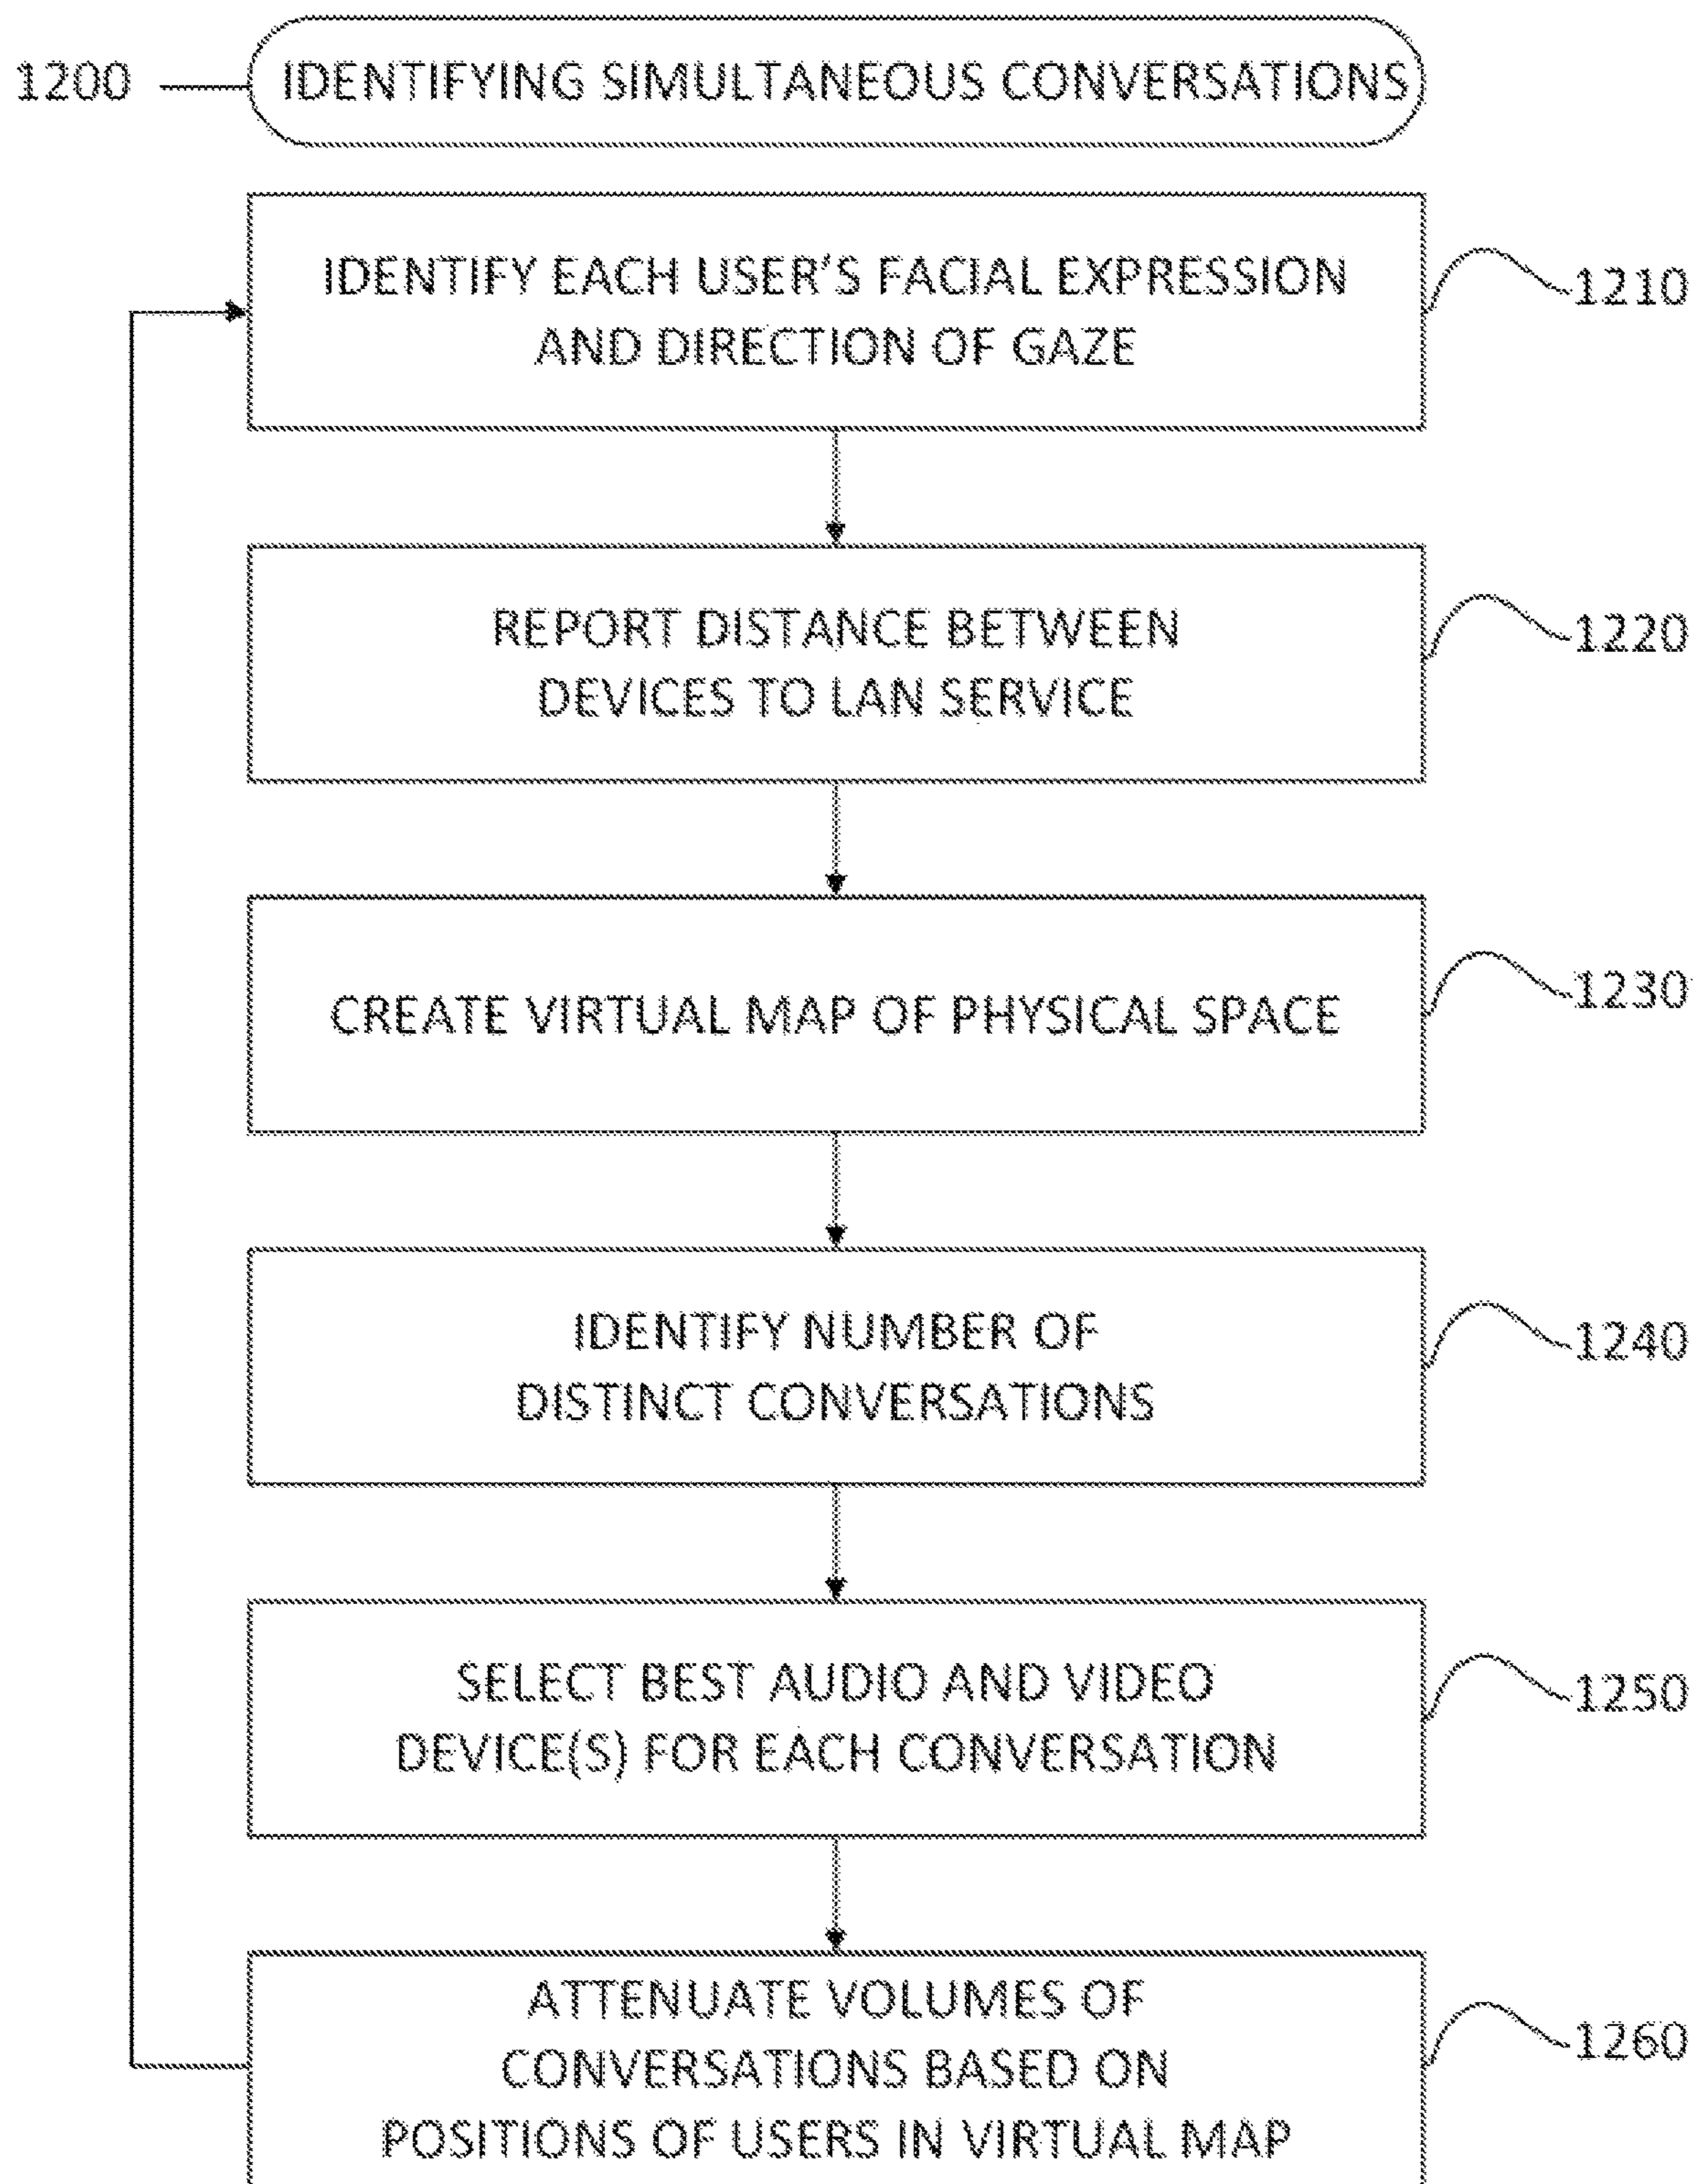 1200
IDENTIFYING SIMULTANEOUS CONVERSATIONS
IDENTIFY EACH USER'S FACIAL EXPRESSION
AND DIRECTION OF GAZE
1210
REPORT DISTANCE BETWEEN
DEVICES TO LAN SERVICE
1220
CREATE VIRTUAL MAP OF PHYSICAL SPACE
1230
IDENTIFY NUMBER OF
DISTINCT CONVERSATIONS
1240
SELECT BEST AUDIO AND VIDEO
DEVICE(S) FOR EACH CONVERSATION
1250
ATTENUATE VOLUMES OF
CONVERSATIONS BASED ON
POSITIONS OF USERS IN VIRTUAL MAP
1260